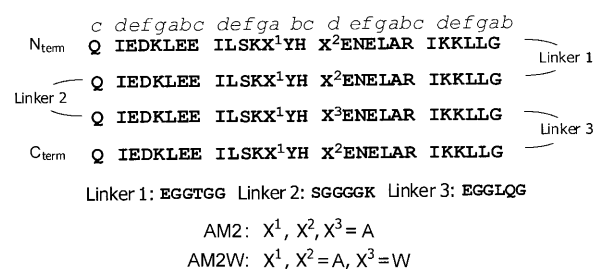 c defgabc defga bc d efgabc defgab
Nterm Q IEDKLEE ILSKX¹YH X²ENELAR IKKLLG
Linker 1
Q IEDKLEE ILSKX¹YH X²ENELAR IKKLLG
Linker 2
Q IEDKLEE ILSKX¹YH X³ENELAR IKKLLG
Linker 3
Cterm Q IEDKLEE ILSKX¹YH X²ENELAR IKKLLG
Linker 1: EGGTGG Linker 2: SGGGGK Linker 3: EGGLQG
AM2: X¹, X²,X³= A
AM2W: X¹, X²=A, X³=W